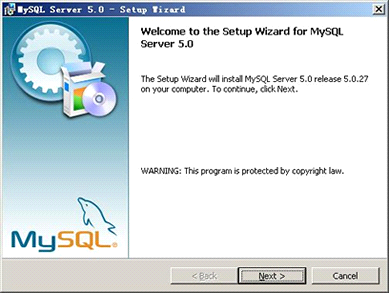 MySQL Server 5.0 - Setup Wizard
Welcome to the Setup Wizard for MySQL
Server 5.0
The Setup Wizard will install MySQL Server 5.0 release 5.0.27
on your computer. To continue, click Next.
WARNING: This program is protected by copyright law.
MySQL®
< Back
Next >
Cancel